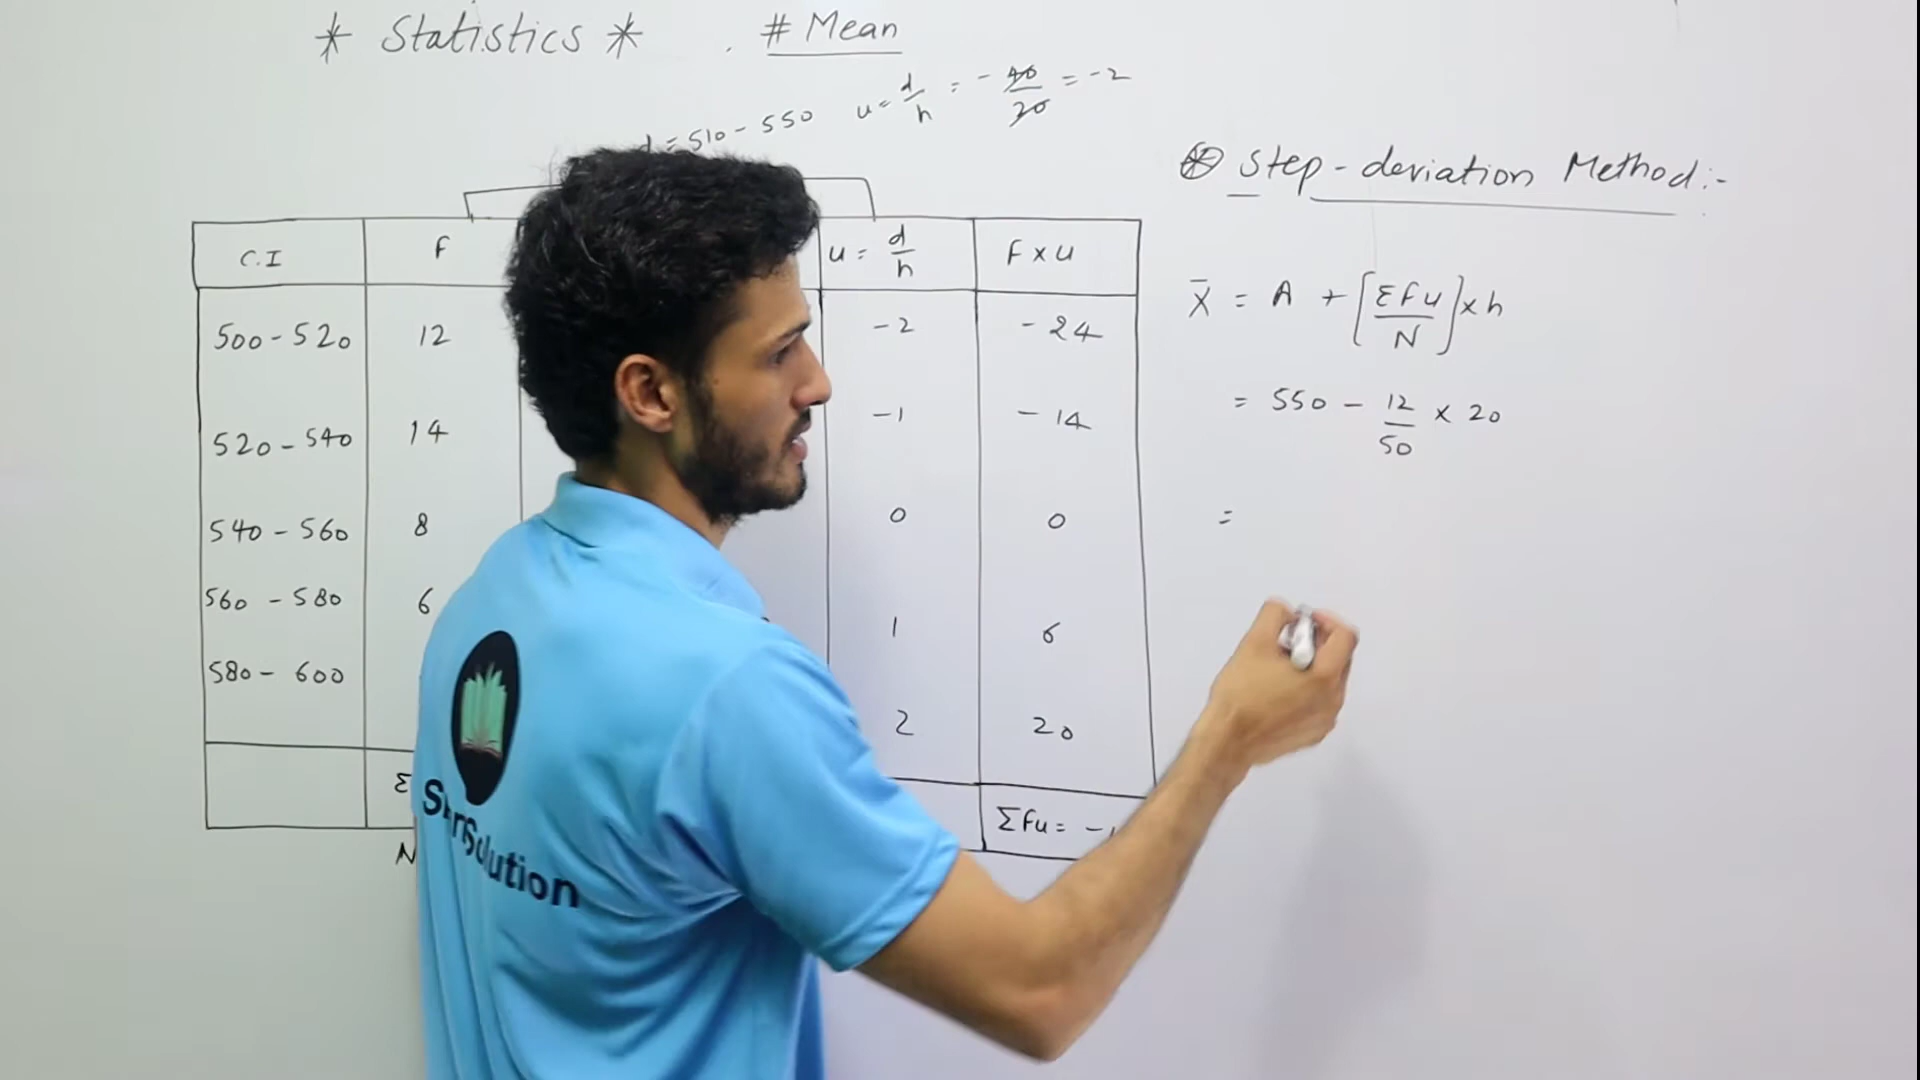 * Statistics * . # Mean
d = 510 - 550 u = d/h = - 40/20 = -2
⊛ Step-deviation Method:-
C.I F u = d/h F x u
500 - 520 12 -2 - 24
520 - 540 14 -1 - 14
540 - 560 8 0 0
560 - 580 6 1 6
580 - 600 2 20
Σ Σfu = -1
N
X̄ = A + [Σfu/N] x h
= 550 - 12/50 x 20
=
Solution